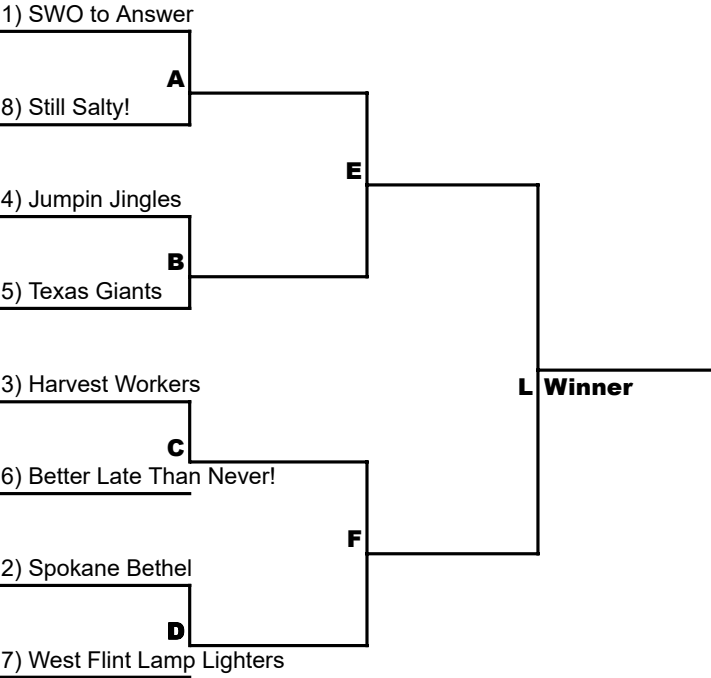 1) SWO to Answer
A
8) Still Salty!
E
4) Jumpin Jingles
B
5) Texas Giants
3) Harvest Workers
L Winner
C
6) Better Late Than Never!
F
2) Spokane Bethel
D
7) West Flint Lamp Lighters